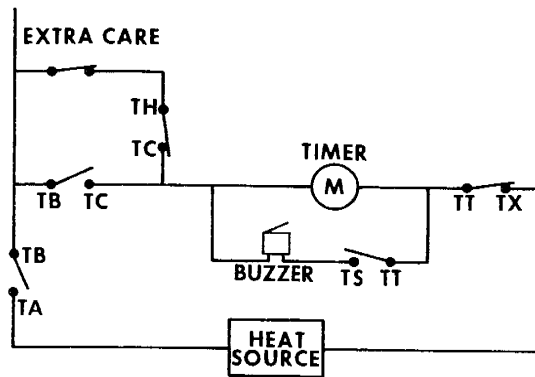 EXTRA CARE
TH
TC
TIMER
M
TB TC
TT TX
BUZZER
TS TT
TB
TA
HEAT
SOURCE